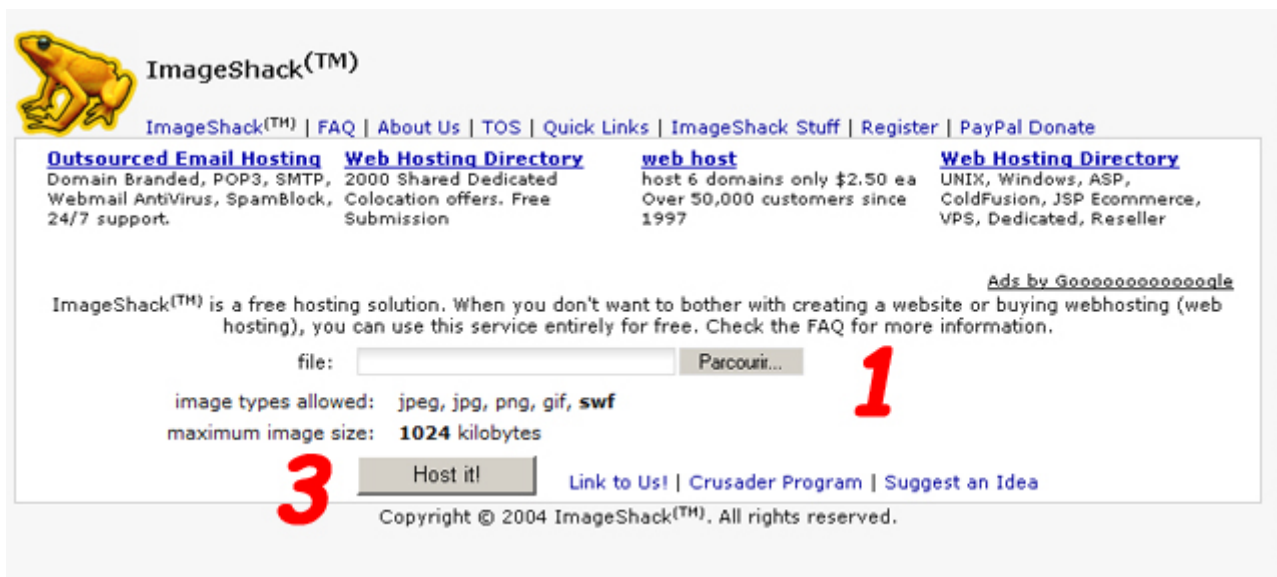 ImageShack(TM)
ImageShack(TM) | FAQ | About Us | TOS | Quick Links | ImageShack Stuff | Register | PayPal Donate
Outsourced Email Hosting
Domain Branded, POP3, SMTP,
Webmail AntiVirus, SpamBlock,
24/7 support.
Web Hosting Directory
2000 Shared Dedicated
Colocation offers. Free
Submission
web host
host 6 domains only $2.50 ea
Over 50,000 customers since
1997
Web Hosting Directory
UNIX, Windows, ASP,
ColdFusion, JSP Ecommerce,
VPS, Dedicated, Reseller
Ads by Goooooooooooogle
ImageShack(TM) is a free hosting solution. When you don't want to bother with creating a website or buying webhosting (web
hosting), you can use this service entirely for free. Check the FAQ for more information.
file: Parcourir...
1
image types allowed: jpeg, jpg, png, gif, swf
maximum image size: 1024 kilobytes
3
Host it!
Link to Us! | Crusader Program | Suggest an Idea
Copyright © 2004 ImageShack(TM). All rights reserved.